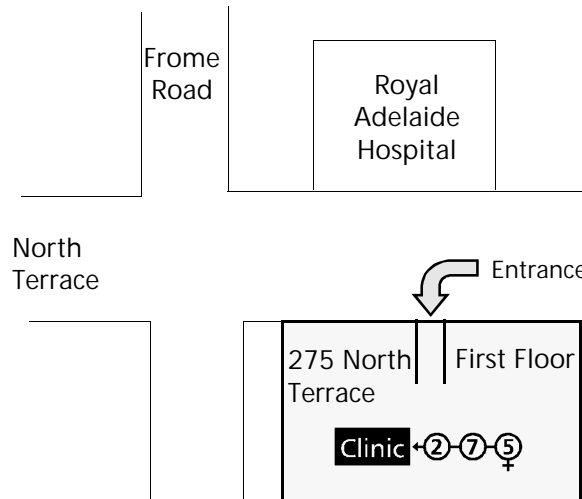 Frome
Road
Royal
Adelaide
Hospital
North
Terrace
Entrance
275 North
Terrace
First Floor
Clinic 2 7 5